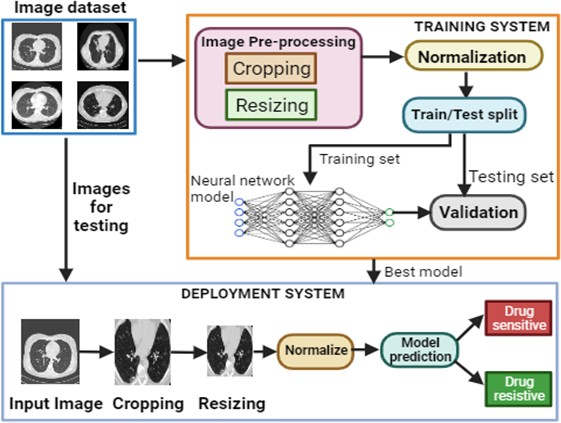 Image dataset
TRAINING SYSTEM
Image Pre-processing
Cropping
Resizing
Normalization
Train/Test split
Training set
Testing set
Neural network
model
Validation
Images
for
testing
Best model
DEPLOYMENT SYSTEM
Normalize
Model
prediction
Drug
sensitive
Drug
resistive
Input Image
Cropping
Resizing